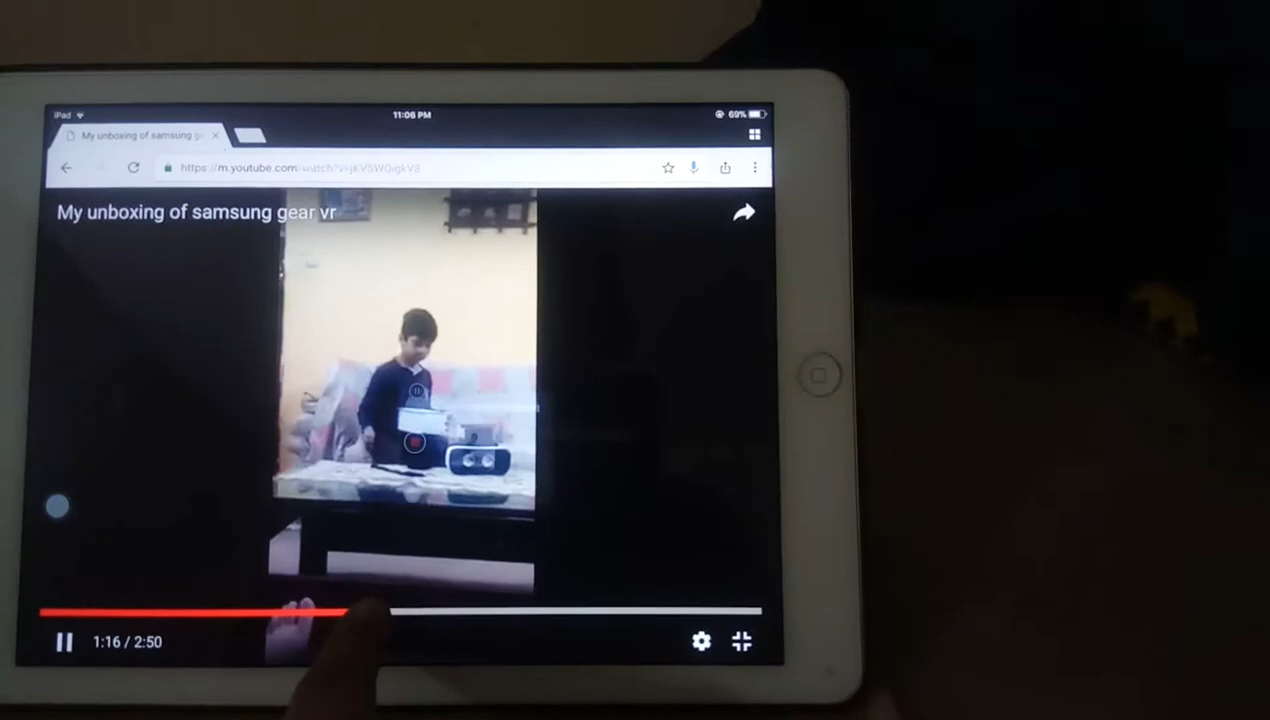 iPad
11:06 PM
69%
My unboxing of samsung ge
https://m.youtube.com/watch?v=jKVSWQigkV8
My unboxing of samsung gear vr
1:16 / 2:50